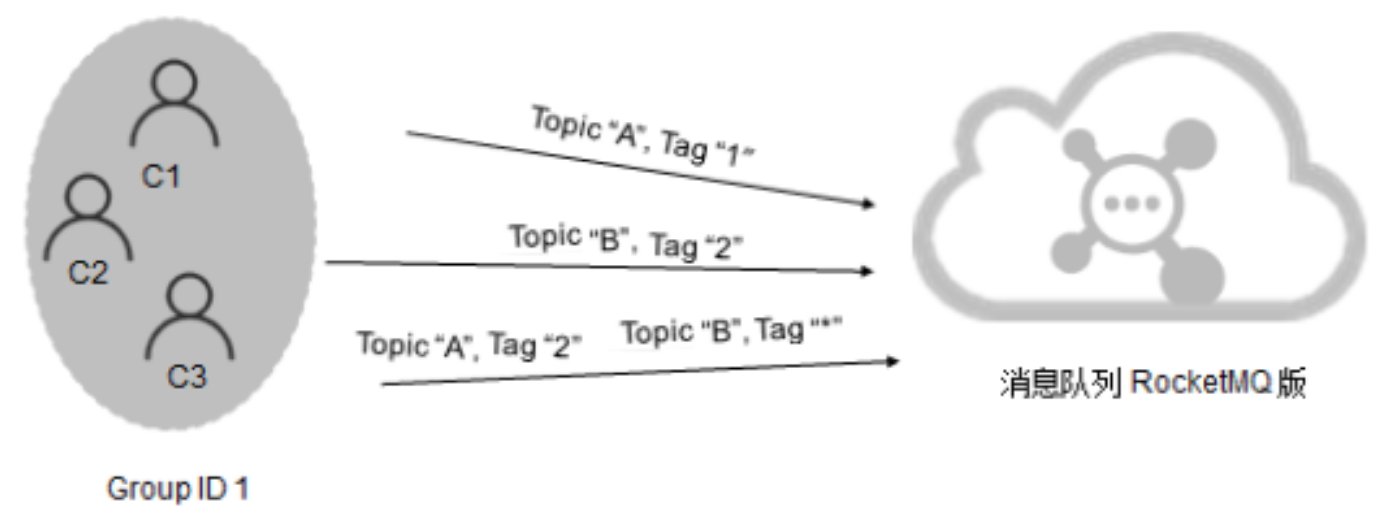 C1
C2
C3
Group ID 1
Topic “A”, Tag “1”
Topic “B”, Tag “2”
Topic “A”, Tag “2” Topic “B”, Tag “*”
消息队列 RocketMQ 版